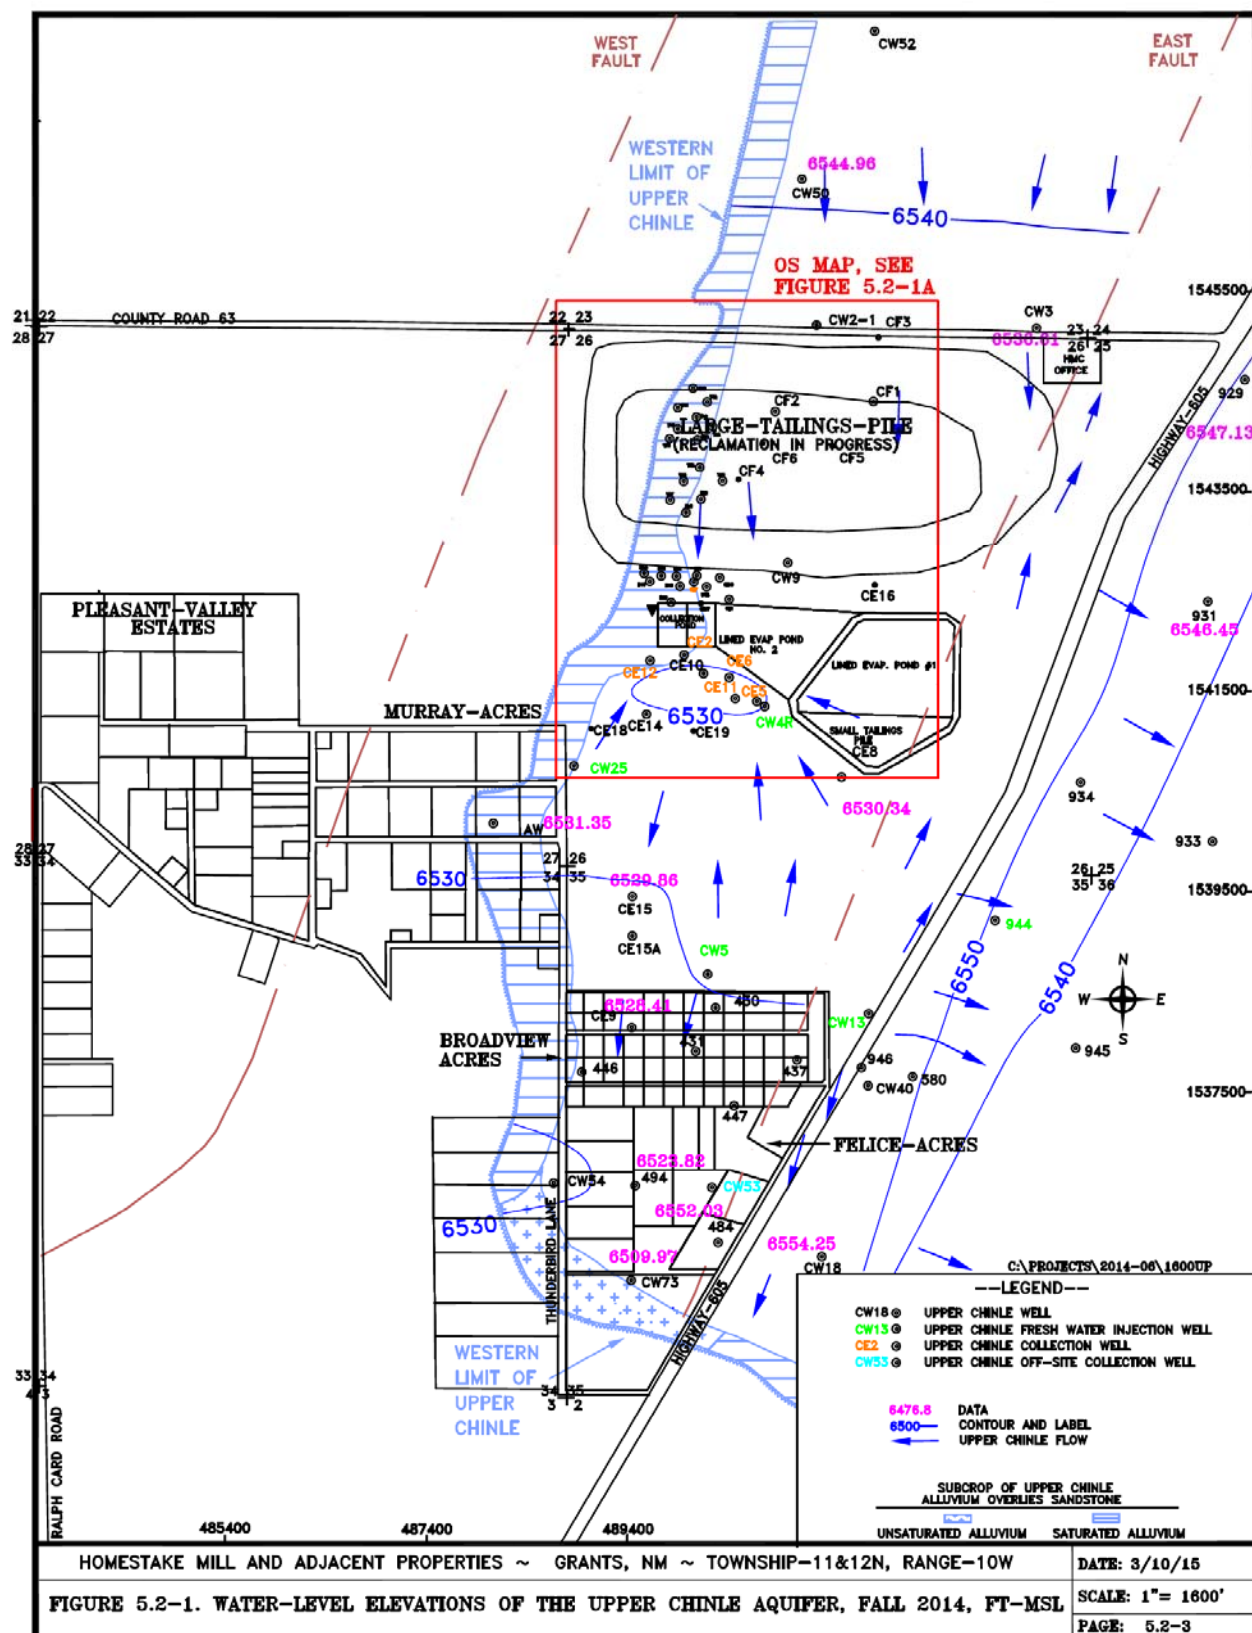 WEST
FAULT
EAST
FAULT
CW52
WESTERN
LIMIT OF
UPPER
CHINLE
6544.96
CW50
6540
OS MAP, SEE
FIGURE 5.2-1A
1545500
21 22
28 27
COUNTY ROAD 63
22 23
27 26
CW2-1
CF3
CW3
6536.61
23 24
26 25
HMC
OFFICE
929
6547.13
HIGHWAY-605
CF2
CF1
LARGE-TAILINGS-PILE
(RECLAMATION IN PROGRESS)
CF6
CF5
CF4
1543500
CW9
CE16
931
6546.45
PLEASANT-VALLEY
ESTATES
COLLECTION
POND
LINED EVAP POND
NO. 2
CE2
CE6
CE10
CE12
CE11
CE5
LINED EVAP. POND #1
1541500
MURRAY-ACRES
6530
CW4R
CE18
CE14
CE19
SMALL TAILINGS
PILE
CE8
CW25
6530.34
934
AW
6531.35
933
28 27
33 34
27 26
34 35
26 25
35 36
6530
6529.86
CE15
1539500
944
CE15A
CW5
6550
6540
N
W E
S
6528.41
CE9
450
CW13
BROADVIEW
ACRES
431
446
437
946
945
580
CW40
1537500
447
FELICE-ACRES
6523.82
CW54
494
CW53
6530
6552.03
484
THUNDERBIRD LANE
6509.97
6554.25
CW73
CW18
HIGHWAY-605
C:\PROJECTS\2014-06\1600UP
--LEGEND--
CW18 UPPER CHINLE WELL
CW13 UPPER CHINLE FRESH WATER INJECTION WELL
CE2 UPPER CHINLE COLLECTION WELL
CW53 UPPER CHINLE OFF-SITE COLLECTION WELL
WESTERN
LIMIT OF
UPPER
CHINLE
33 34
4 3
34 35
3 2
6476.8 DATA
6500 CONTOUR AND LABEL
UPPER CHINLE FLOW
SUBCROP OF UPPER CHINLE
ALLUVIUM OVERLIES SANDSTONE
UNSATURATED ALLUVIUM SATURATED ALLUVIUM
RALPH CARD ROAD
485400 487400 489400
HOMESTAKE MILL AND ADJACENT PROPERTIES ~ GRANTS, NM ~ TOWNSHIP-11&12N, RANGE-10W
DATE: 3/10/15
FIGURE 5.2-1. WATER-LEVEL ELEVATIONS OF THE UPPER CHINLE AQUIFER, FALL 2014, FT-MSL
SCALE: 1"= 1600'
PAGE: 5.2-3